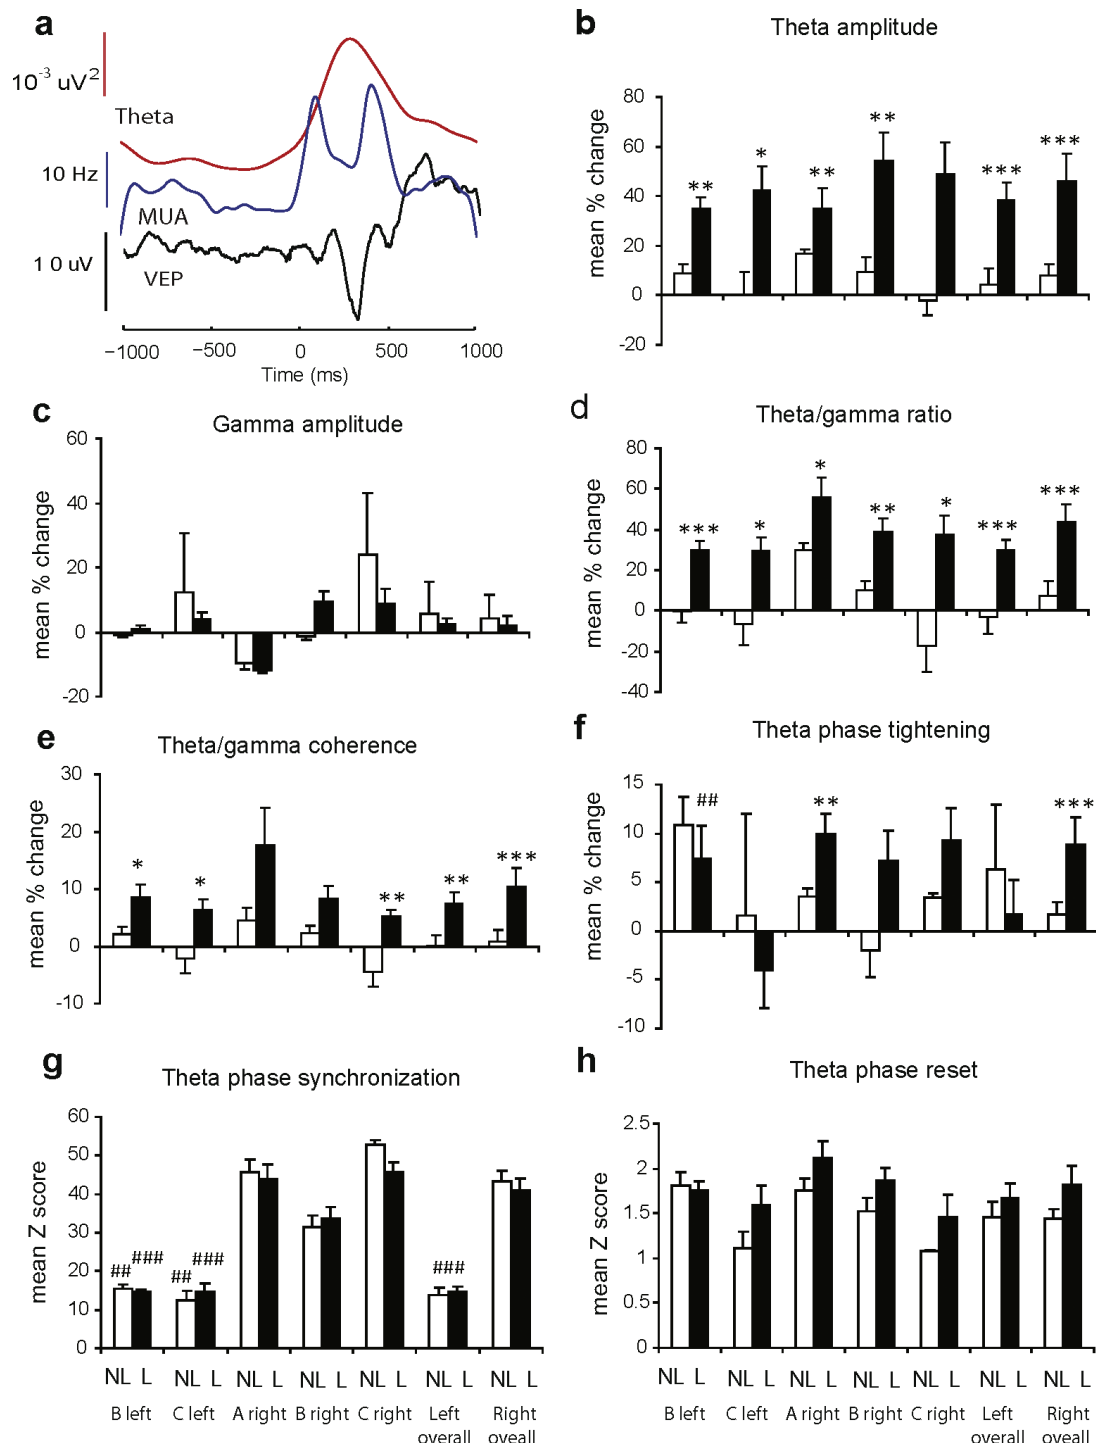 a
10⁻³ uV²
Theta
10 Hz
MUA
10 uV
VEP
−1000
−500
0
500
1000
Time (ms)
b
Theta amplitude
mean % change
80
60
40
20
0
-20
**
*
**
**
***
***
c
Gamma amplitude
mean % change
60
40
20
0
-20
d
Theta/gamma ratio
mean % change
80
60
40
20
0
-20
-40
***
*
*
**
*
***
***
e
Theta/gamma coherence
mean % change
30
20
10
0
-10
*
*
**
**
***
f
Theta phase tightening
mean % change
15
10
5
0
-5
-10
##
**
***
g
Theta phase synchronization
mean Z score
60
50
40
30
20
10
0
##
###
##
###
###
NL L NL L NL L NL L NL L NL L NL L
B left
C left
A right
B right
C right
Left overall
Right oveall
h
Theta phase reset
mean Z score
2.5
2
1.5
1
0.5
0
NL L NL L NL L NL L NL L NL L NL L
B left
C left
A right
B right
C right
Left overall
Right oveall